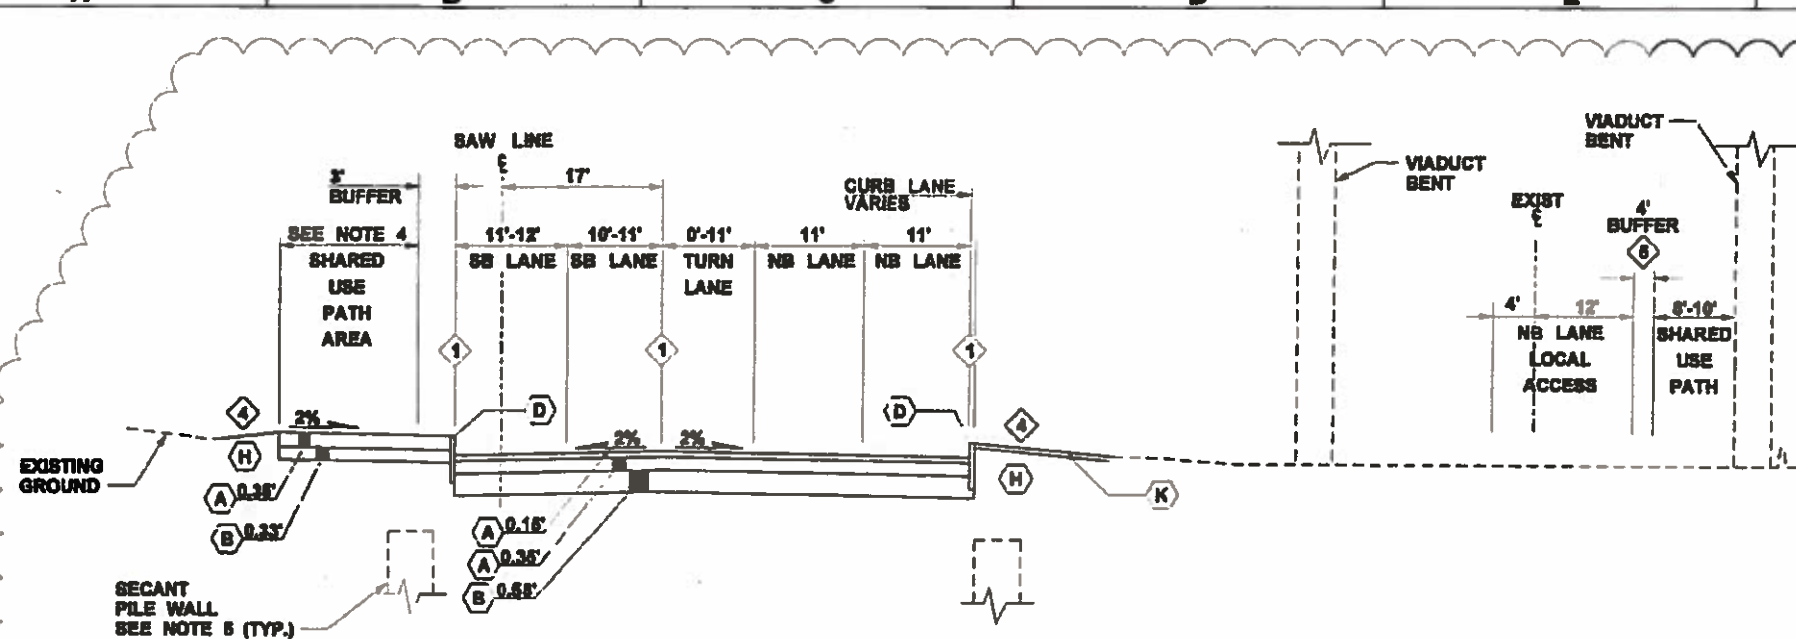 SAW LINE
℄
3'
BUFFER
17'
CURB LANE
VARIES
VIADUCT
BENT
VIADUCT
BENT
EXIST
℄
4'
BUFFER
6
SEE NOTE 4
SHARED
USE
PATH
AREA
11'-12'
SB LANE
10'-11'
SB LANE
0'-11'
TURN
LANE
11'
NB LANE
11'
NB LANE
4'
12'
NB LANE
LOCAL
ACCESS
8'-10'
SHARED
USE
PATH
1
1
1
4
2%
D
2%
2%
D
4
EXISTING
GROUND
H
H
K
A 0.35'
B 0.33'
A 0.15'
A 0.35'
SECANT
PILE WALL
SEE NOTE 5 (TYP.)
B